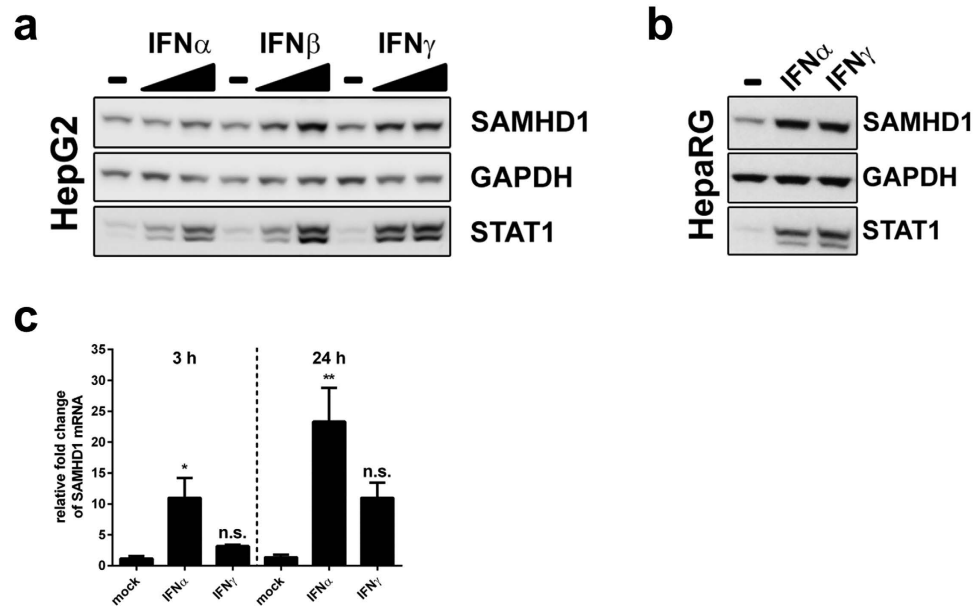 a
IFNα IFNβ IFNγ
– – –
HepG2
SAMHD1
GAPDH
STAT1
b
– IFNα IFNγ
HepaRG
SAMHD1
GAPDH
STAT1
c
relative fold change
of SAMHD1 mRNA
35
30
25
20
15
10
5
0
3 h 24 h
* n.s. ** n.s.
mock IFNα IFNγ mock IFNα IFNγ